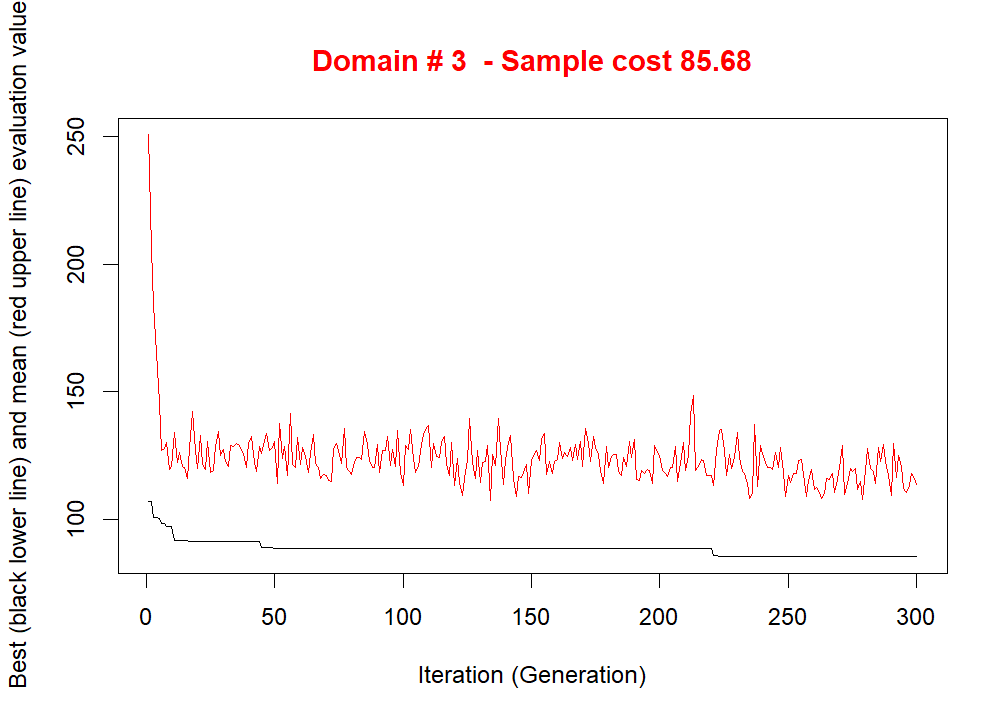 Domain # 3  - Sample cost 85.68
Best (black lower line) and mean (red upper line) evaluation value
250
200
150
100
0 50 100 150 200 250 300
Iteration (Generation)